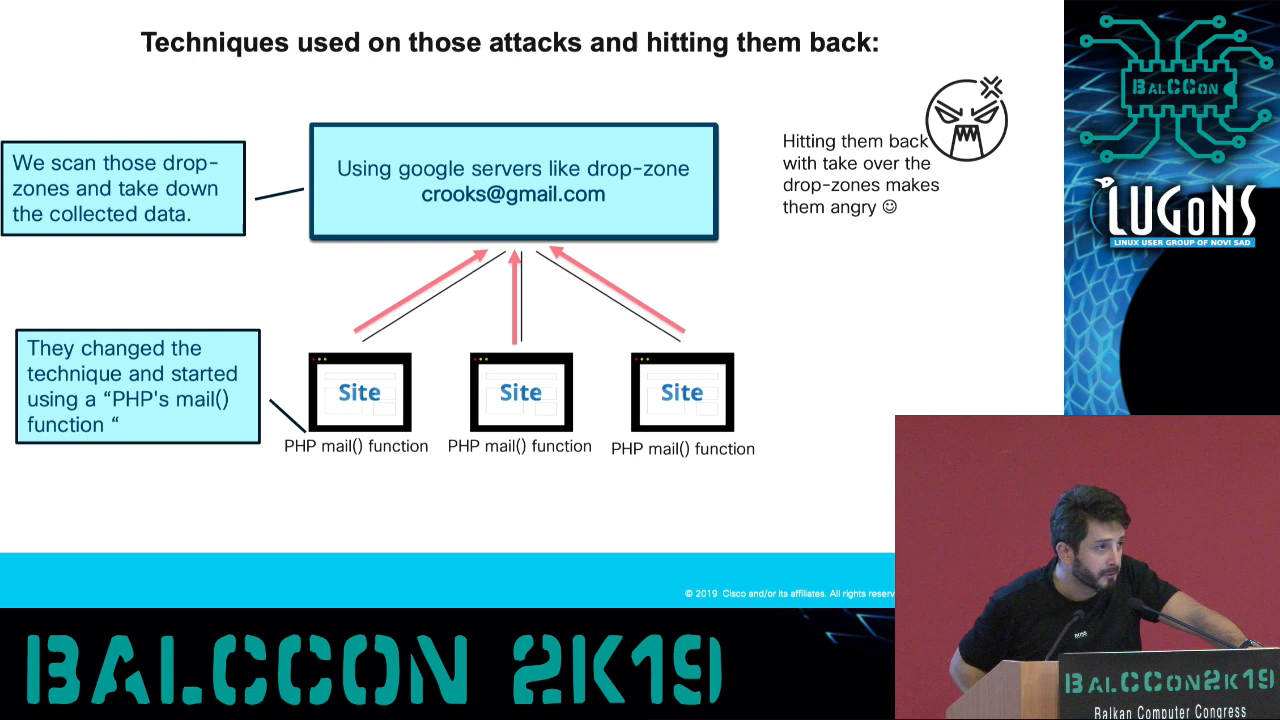 Techniques used on those attacks and hitting them back:
We scan those drop-
zones and take down
the collected data.
Using google servers like drop-zone
crooks@gmail.com
Hitting them back
with take over the
drop-zones makes
them angry ☺
They changed the
technique and started
using a “PHP's mail()
function “
Site
Site
Site
PHP mail() function
PHP mail() function
PHP mail() function
© 2019 Cisco and/or its affiliates. All rights reserv
BALCCON 2K19
BALCCON
LUGONS
LINUX USER GROUP OF NOVI SAD
BALCCON2K19
Balkan Computer Congress